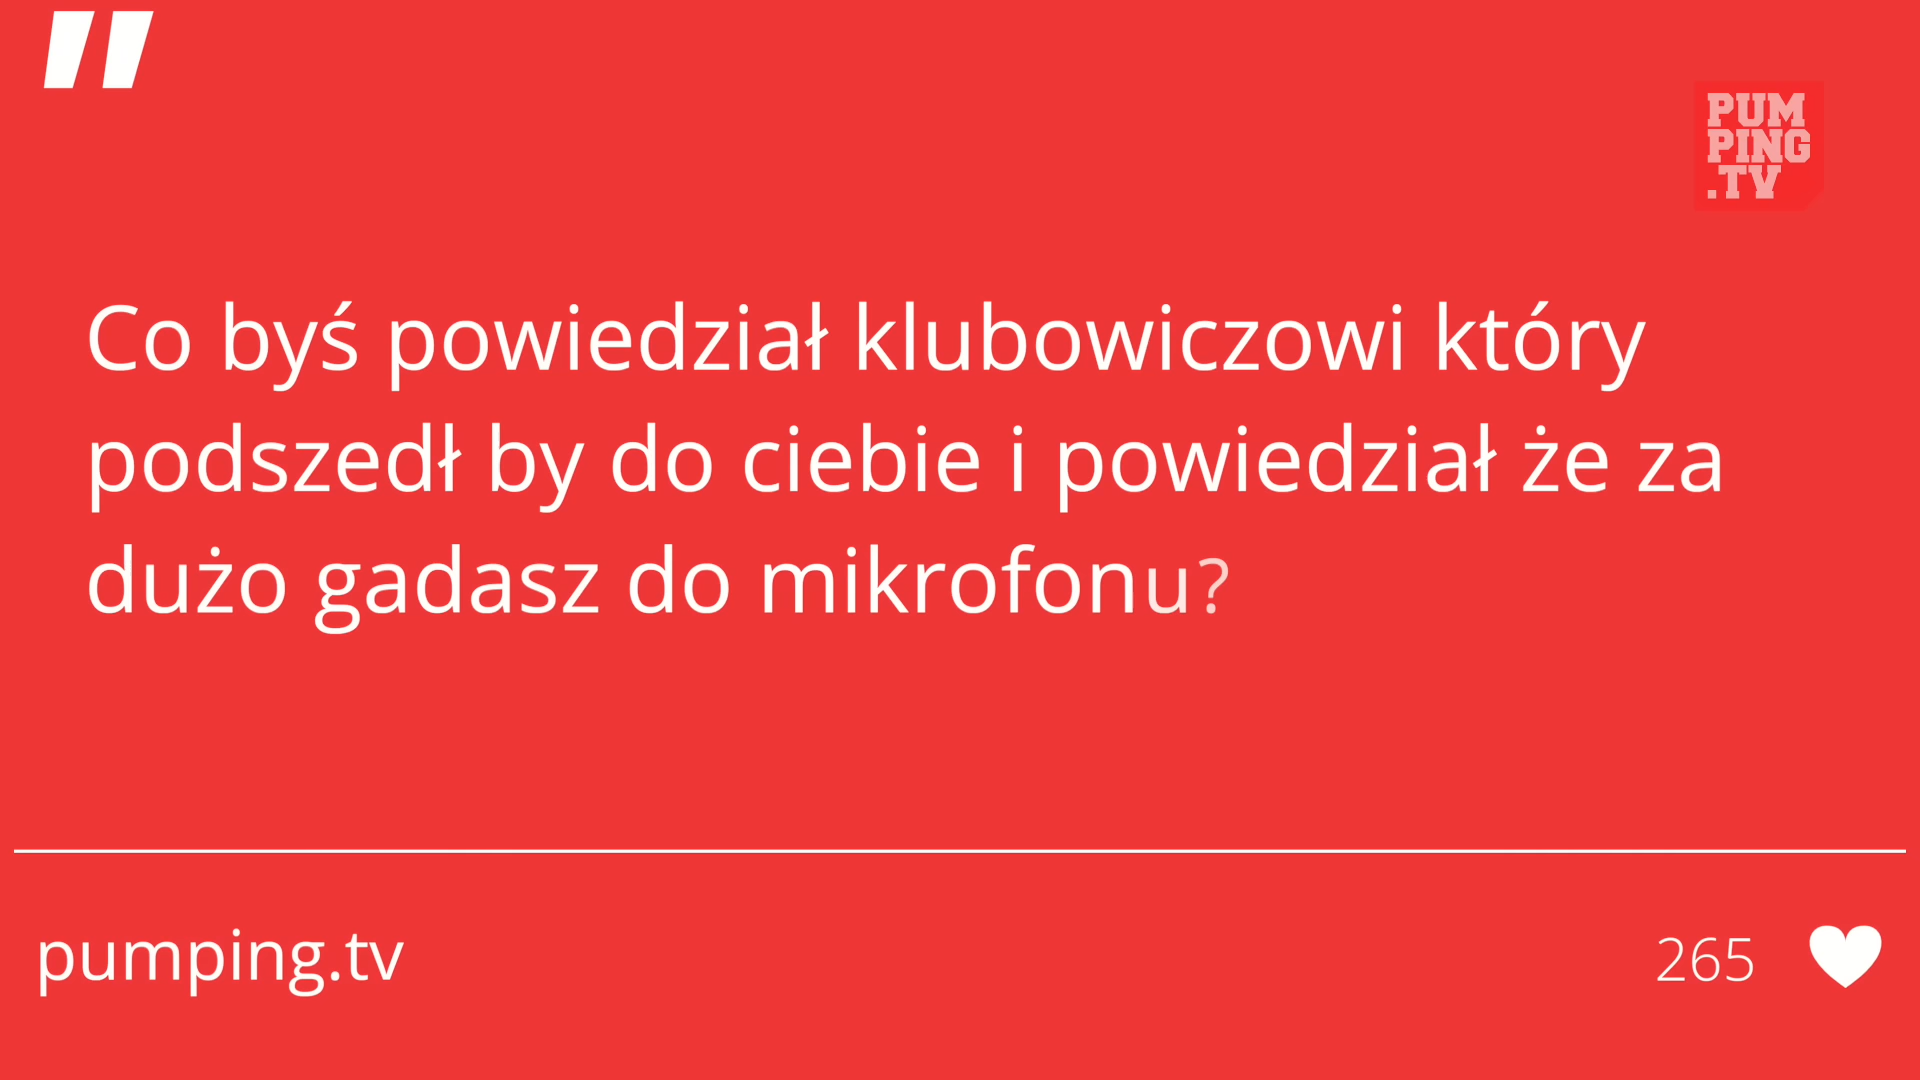 "
PUM
PING
.TV
Co byś powiedział klubowiczowi który
podszedł by do ciebie i powiedział że za
dużo gadasz do mikrofonu?
pumping.tv
265